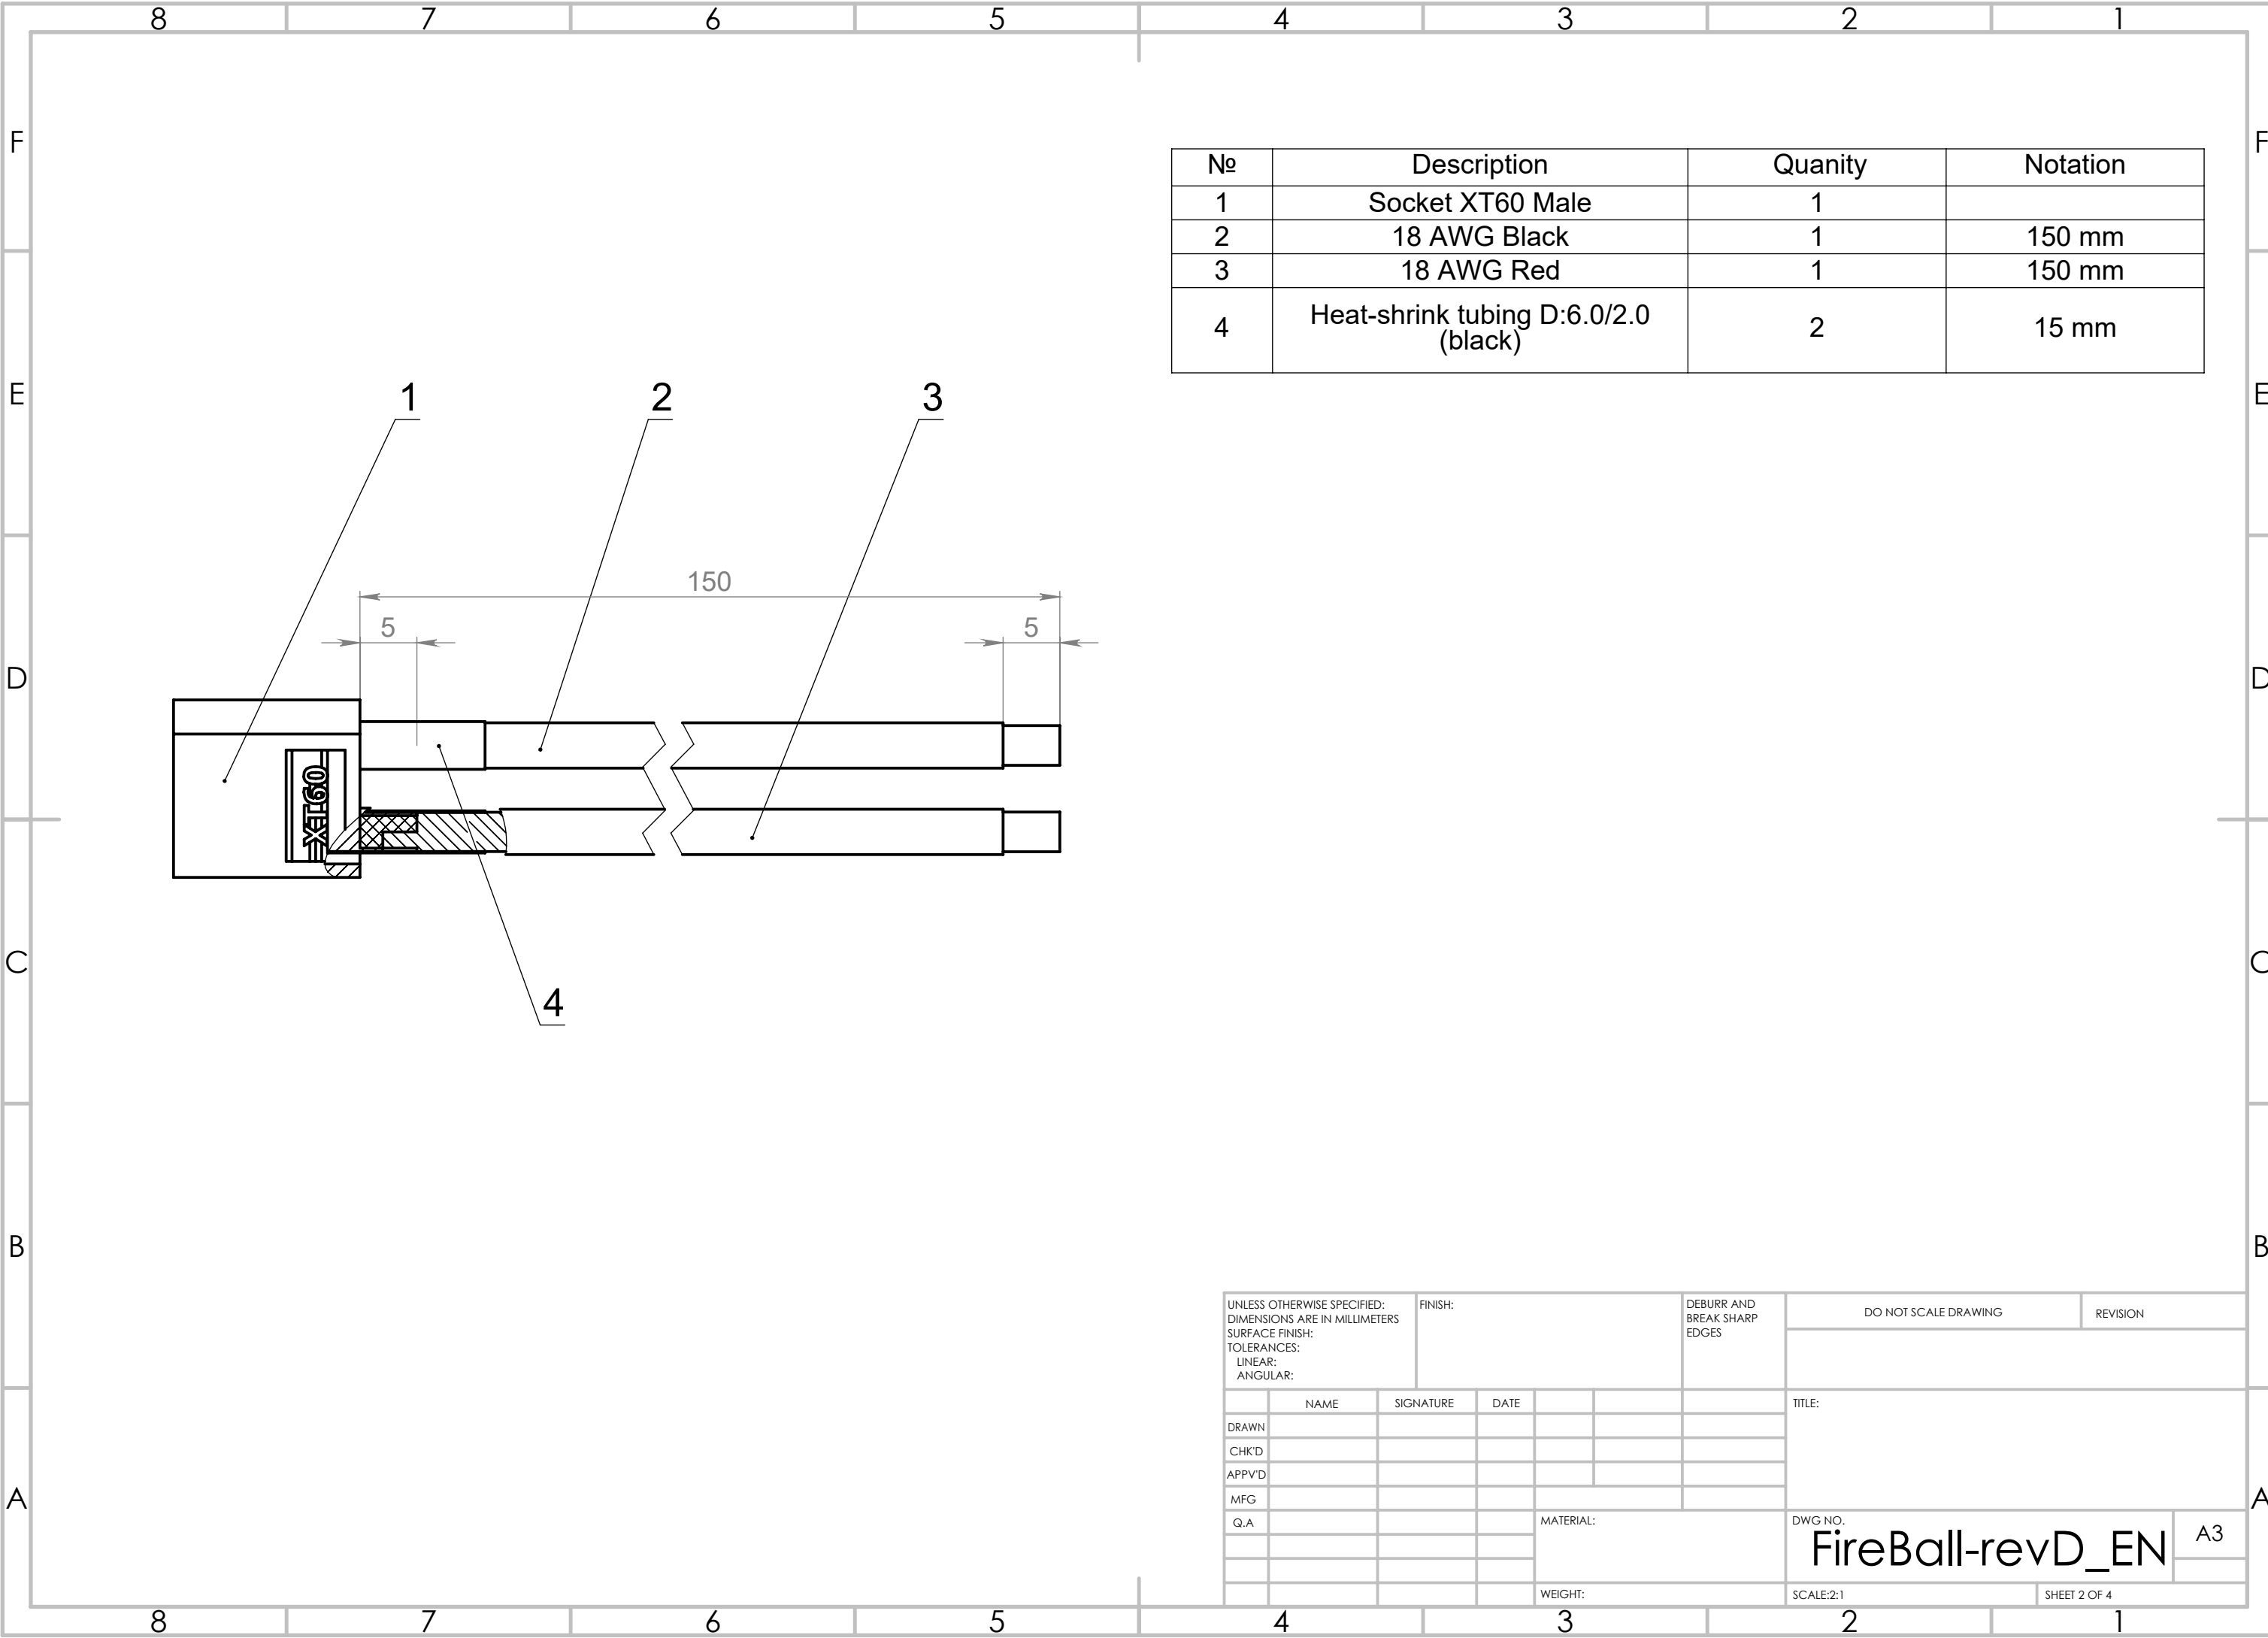 8 7 6 5 4 3 2 1
F F
№ Description Quanity Notation
1 Socket XT60 Male 1
2 18 AWG Black 1 150 mm
3 18 AWG Red 1 150 mm
4 Heat-shrink tubing D:6.0/2.0 2 15 mm
(black)
E E
1 2 3
150
5 5
D D
XT60
C C
4
B B
UNLESS OTHERWISE SPECIFIED:
DIMENSIONS ARE IN MILLIMETERS
SURFACE FINISH:
TOLERANCES:
LINEAR:
ANGULAR:
FINISH:
DEBURR AND
BREAK SHARP
EDGES
DO NOT SCALE DRAWING
REVISION
NAME SIGNATURE DATE
TITLE:
DRAWN
CHK'D
APPV'D
MFG
Q.A
A A
MATERIAL:
DWG NO.
FireBall-revD_EN
A3
WEIGHT:
SCALE:2:1
SHEET 2 OF 4
8 7 6 5 4 3 2 1